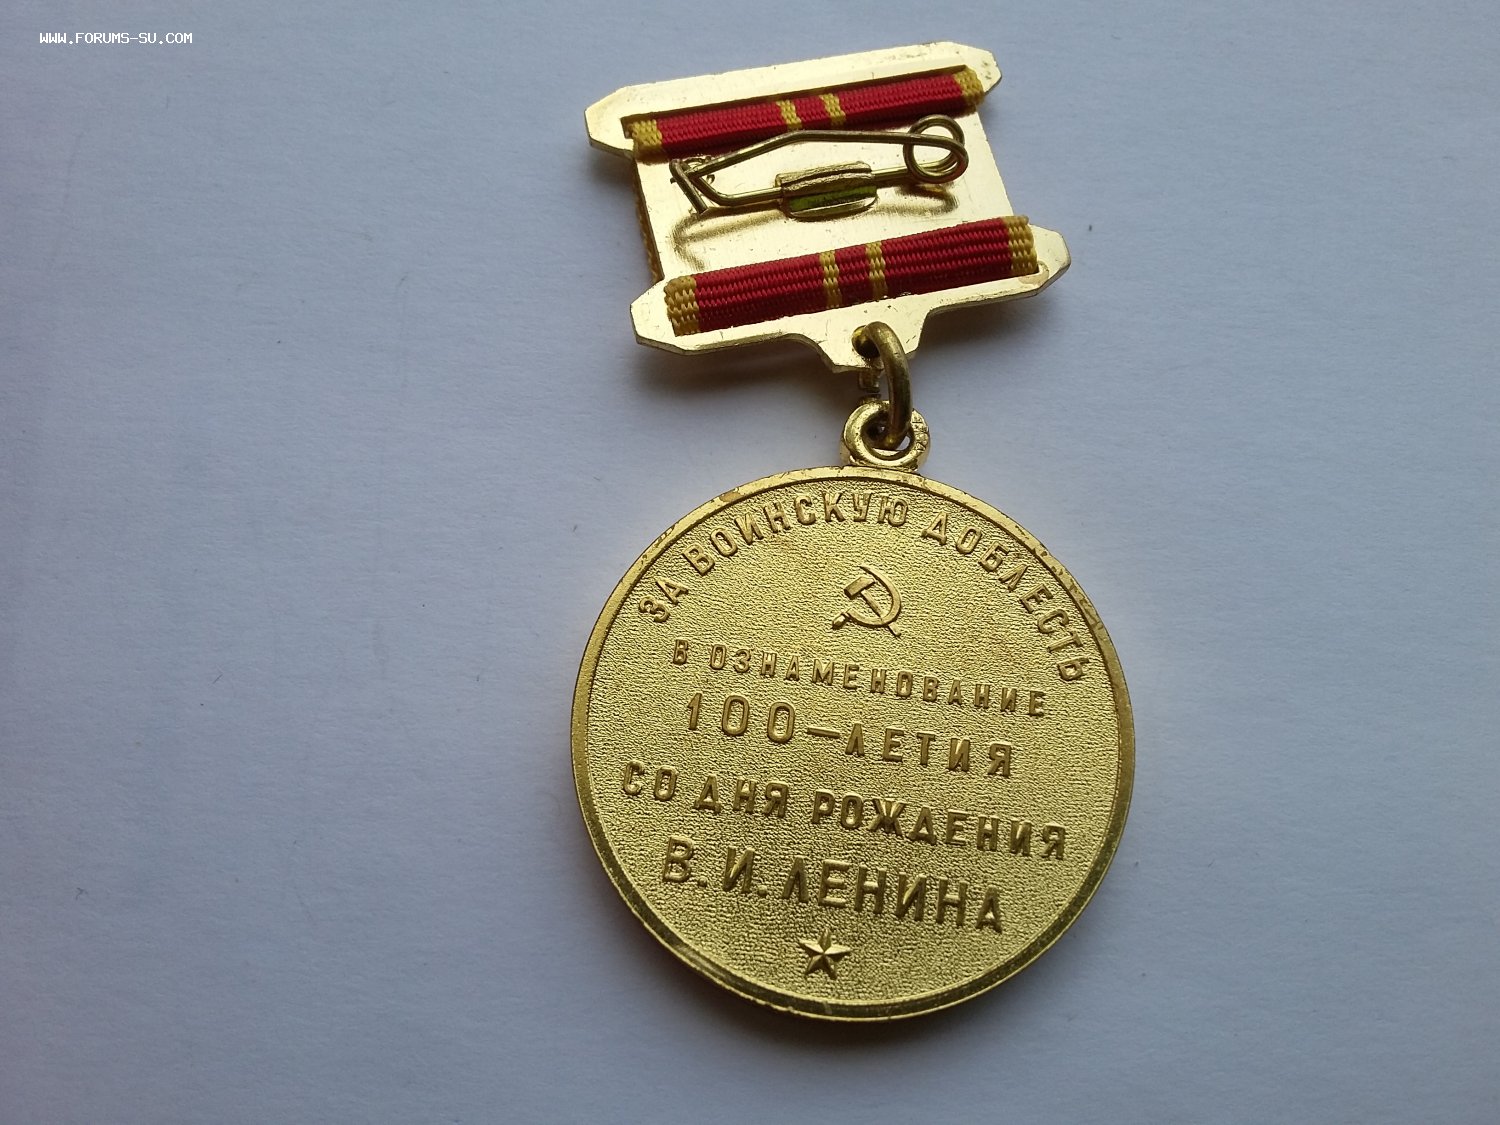 WWW.FORUMS-SU.COM
ЗА ВОИНСКУЮ ДОБЛЕСТЬ
В ОЗНАМЕНОВАНИЕ
100-ЛЕТИЯ
СО ДНЯ РОЖДЕНИЯ
В.И.ЛЕНИНА